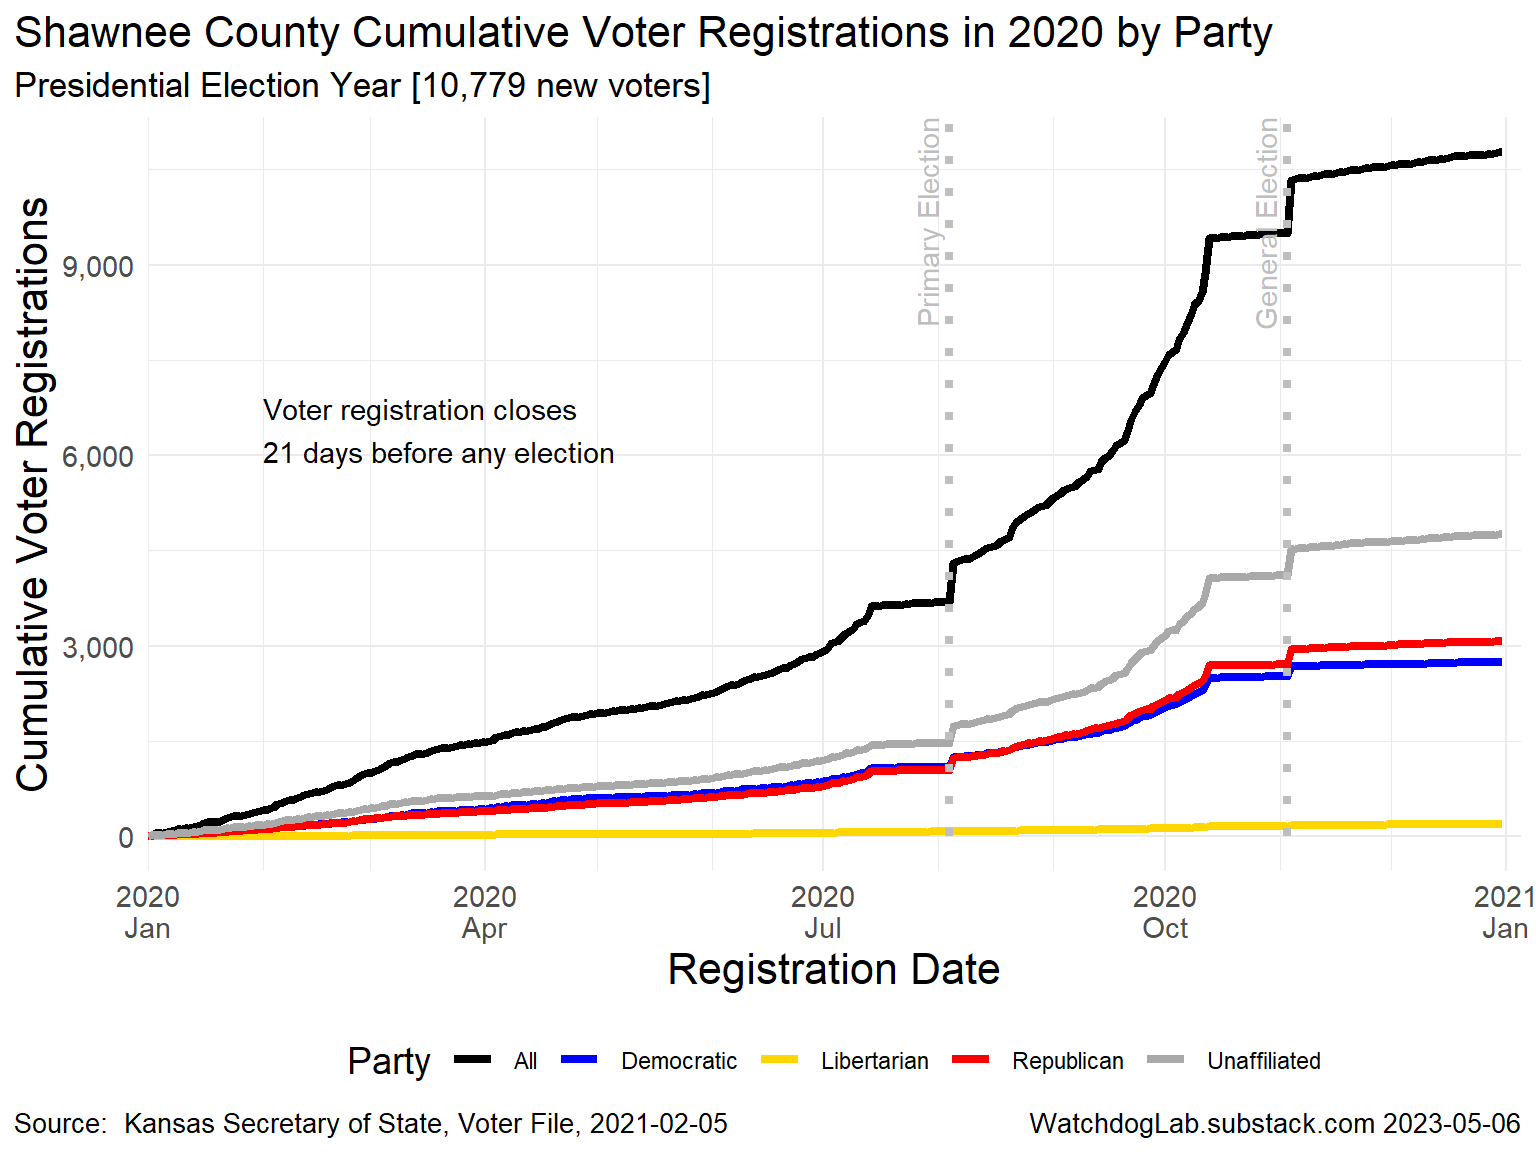 Shawnee County Cumulative Voter Registrations in 2020 by Party
Presidential Election Year [10,779 new voters]
Cumulative Voter Registrations
9,000
6,000
3,000
0
Primary Election
General Election
Voter registration closes
21 days before any election
2020 2020 2020 2020 2021
Jan Apr Jul Oct Jan
Registration Date
Party All Democratic Libertarian Republican Unaffiliated
Source:  Kansas Secretary of State, Voter File, 2021-02-05
WatchdogLab.substack.com 2023-05-06